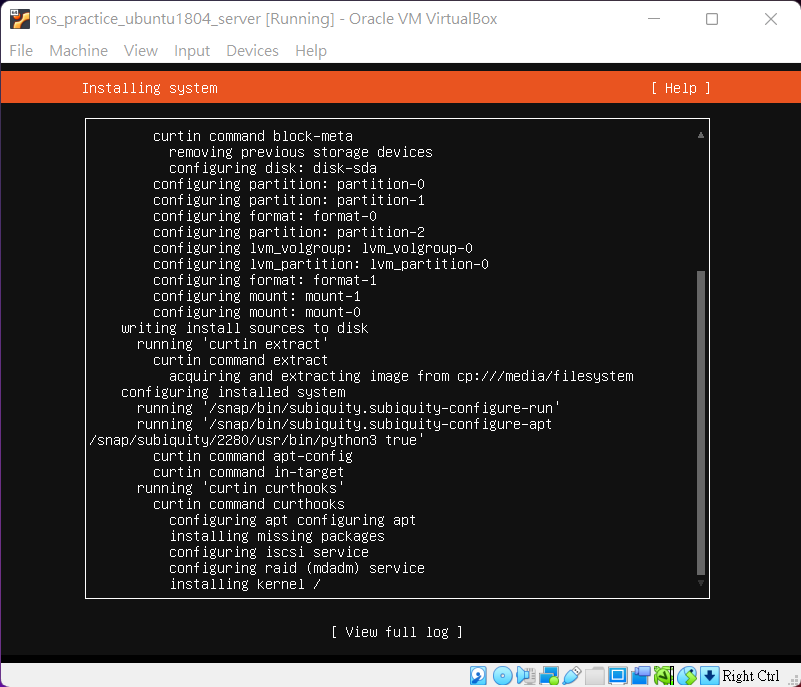 ros_practice_ubuntu1804_server [Running] - Oracle VM VirtualBox
File Machine View Input Devices Help
Installing system [ Help ]
curtin command block-meta
removing previous storage devices
configuring disk: disk-sda
configuring partition: partition-0
configuring partition: partition-1
configuring format: format-0
configuring partition: partition-2
configuring lvm_volgroup: lvm_volgroup-0
configuring lvm_partition: lvm_partition-0
configuring format: format-1
configuring mount: mount-1
configuring mount: mount-0
writing install sources to disk
running 'curtin extract'
curtin command extract
acquiring and extracting image from cp:///media/filesystem
configuring installed system
running '/snap/bin/subiquity.subiquity-configure-run'
running '/snap/bin/subiquity.subiquity-configure-apt
/snap/subiquity/2280/usr/bin/python3 true'
curtin command apt-config
curtin command in-target
running 'curtin curthooks'
curtin command curthooks
configuring apt configuring apt
installing missing packages
configuring iscsi service
configuring raid (mdadm) service
installing kernel /
[ View full log ]
Right Ctrl